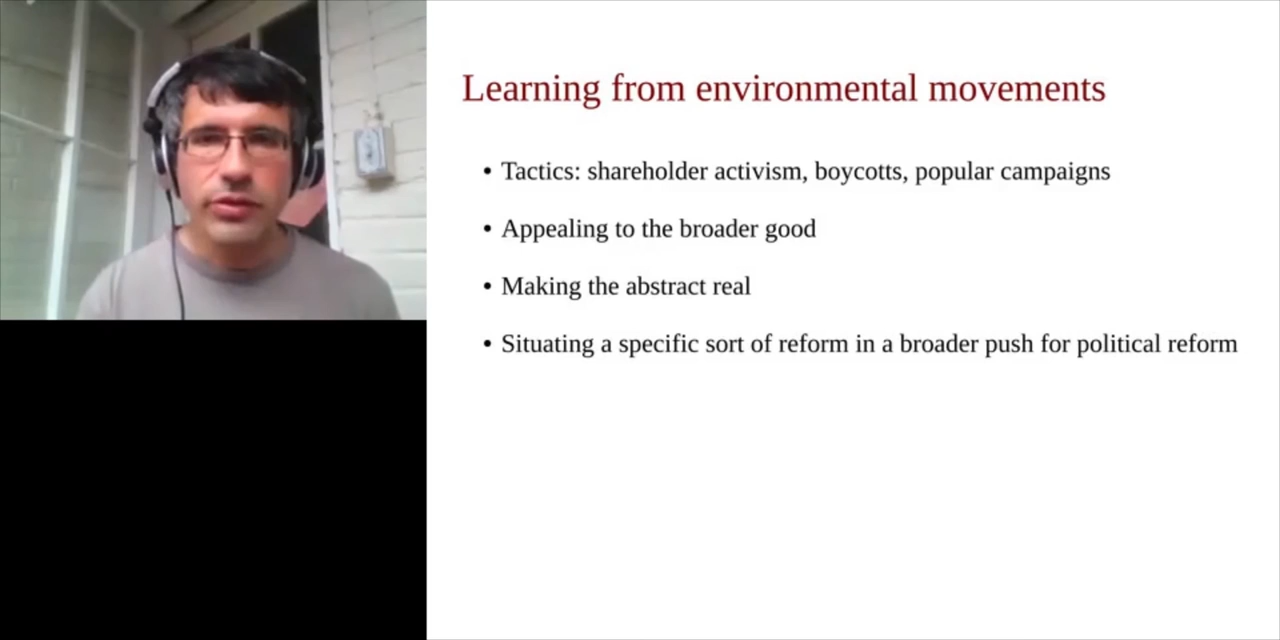 Learning from environmental movements
• Tactics: shareholder activism, boycotts, popular campaigns
• Appealing to the broader good
• Making the abstract real
• Situating a specific sort of reform in a broader push for political reform